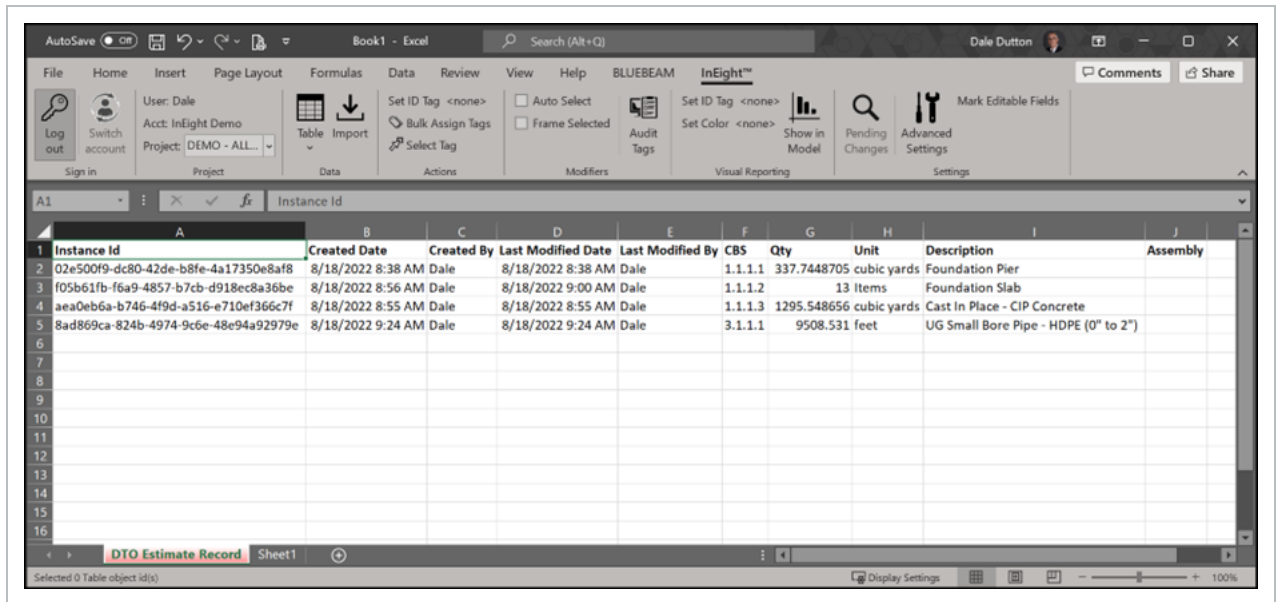 AutoSave Off Book1 - Excel Search (Alt+Q) Dale Dutton
File Home Insert Page Layout Formulas Data Review View Help BLUEBEAM InEight™ Comments Share
Log out
Switch account
Sign in
User: Dale
Acct: InEight Demo
Project: DEMO - ALL...
Project
Table Import
Data
Set ID Tag <none>
Bulk Assign Tags
Select Tag
Actions
Auto Select
Frame Selected
Modifiers
Audit Tags
Set ID Tag <none>
Set Color <none>
Show in Model
Visual Reporting
Pending Changes
Advanced Settings
Mark Editable Fields
Settings
A1 fx Instance Id
A B C D E F G H I J
1 Instance Id Created Date Created By Last Modified Date Last Modified By CBS Qty Unit Description Assembly
2 02e500f9-dc80-42de-b8fe-4a17350e8af8 8/18/2022 8:38 AM Dale 8/18/2022 8:38 AM Dale 1.1.1.1 337.7448705 cubic yards Foundation Pier
3 f05b61fb-f6a9-4857-b7cb-d918ec8a36be 8/18/2022 8:56 AM Dale 8/18/2022 9:00 AM Dale 1.1.1.2 13 Items Foundation Slab
4 aea0eb6a-b746-4f9d-a516-e710ef366c7f 8/18/2022 8:55 AM Dale 8/18/2022 8:55 AM Dale 1.1.1.3 1295.548656 cubic yards Cast In Place - CIP Concrete
5 8ad869ca-824b-4974-9c6e-48e94a92979e 8/18/2022 9:24 AM Dale 8/18/2022 9:24 AM Dale 3.1.1.1 9508.531 feet UG Small Bore Pipe - HDPE (0" to 2")
6
7
8
9
10
11
12
13
14
15
16
DTO Estimate Record Sheet1
Selected 0 Table object id(s) Display Settings 100%